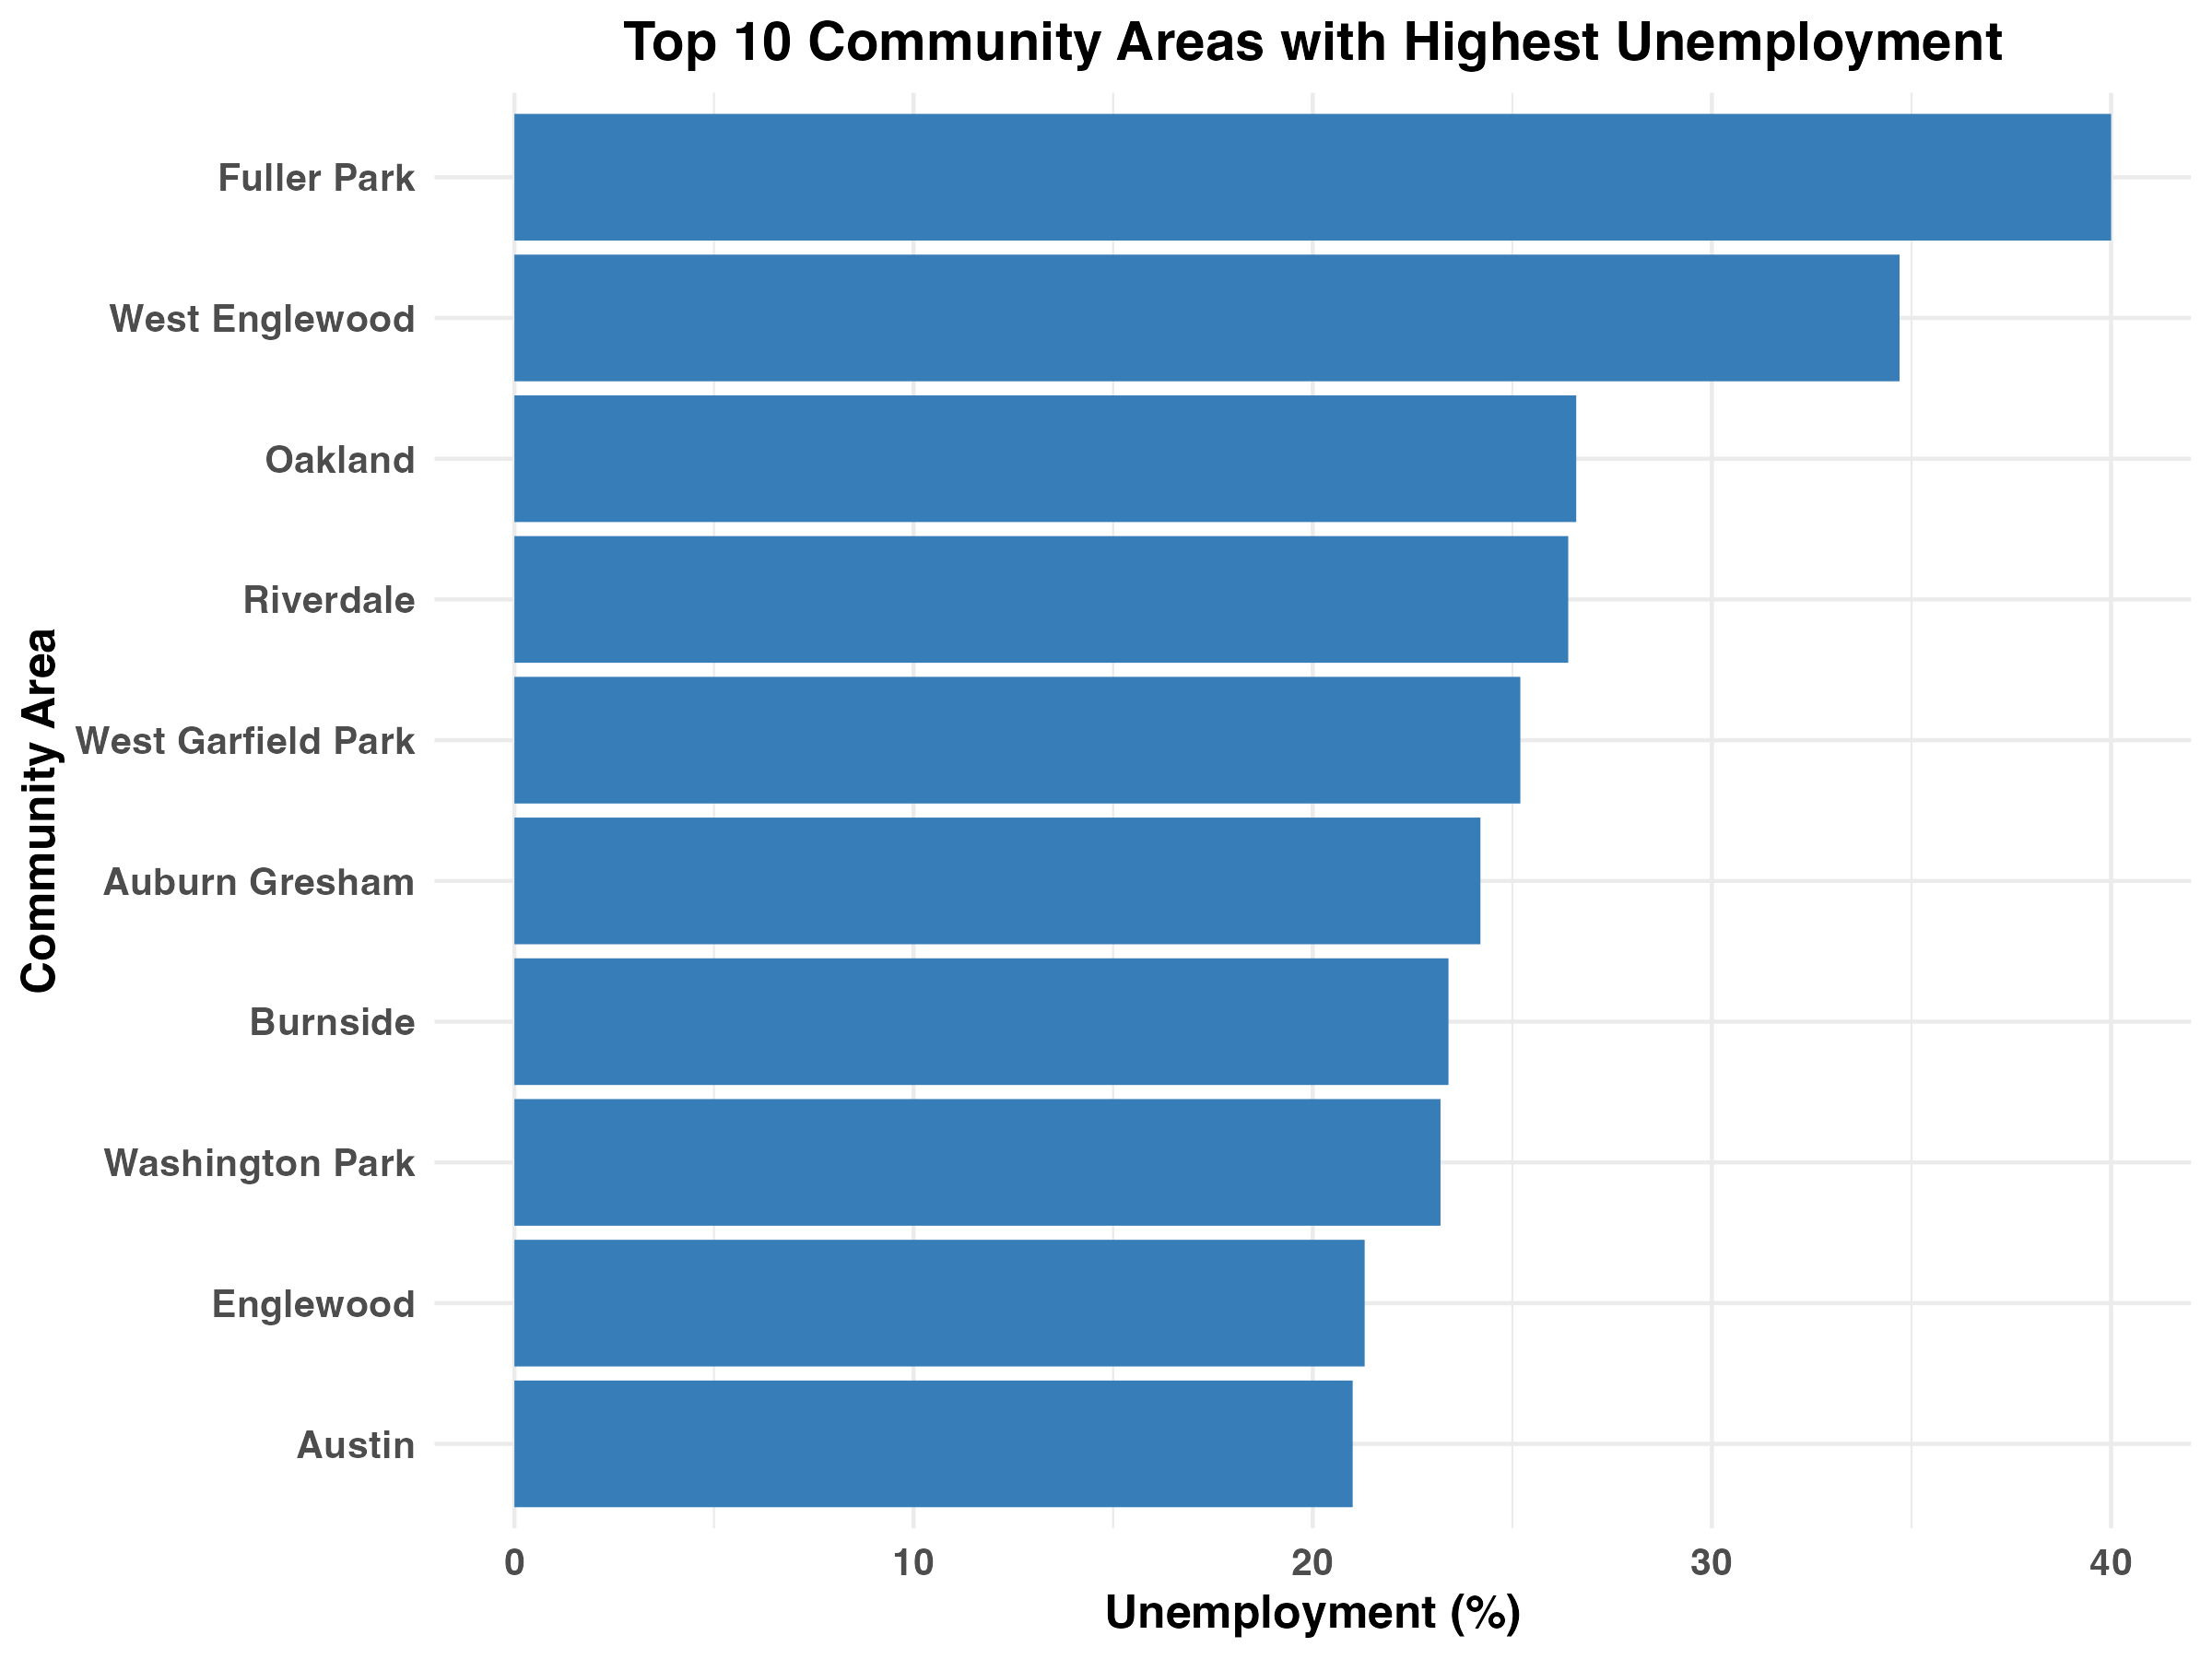 Top 10 Community Areas with Highest Unemployment
Community Area
Fuller Park
West Englewood
Oakland
Riverdale
West Garfield Park
Auburn Gresham
Burnside
Washington Park
Englewood
Austin
0 10 20 30 40
Unemployment (%)